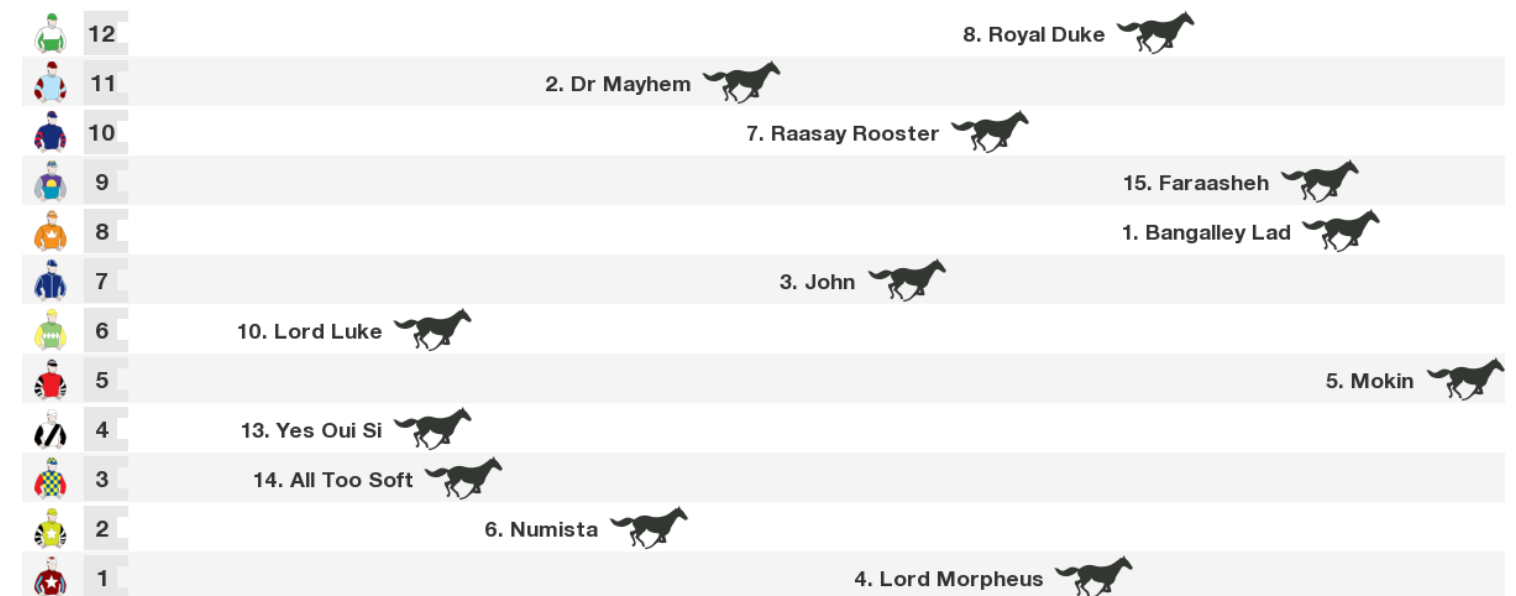 12 8. Royal Duke
11 2. Dr Mayhem
10 7. Raasay Rooster
9 15. Faraasheh
8 1. Bangalley Lad
7 3. John
6 10. Lord Luke
5 5. Mokin
4 13. Yes Oui Si
3 14. All Too Soft
2 6. Numista
1 4. Lord Morpheus